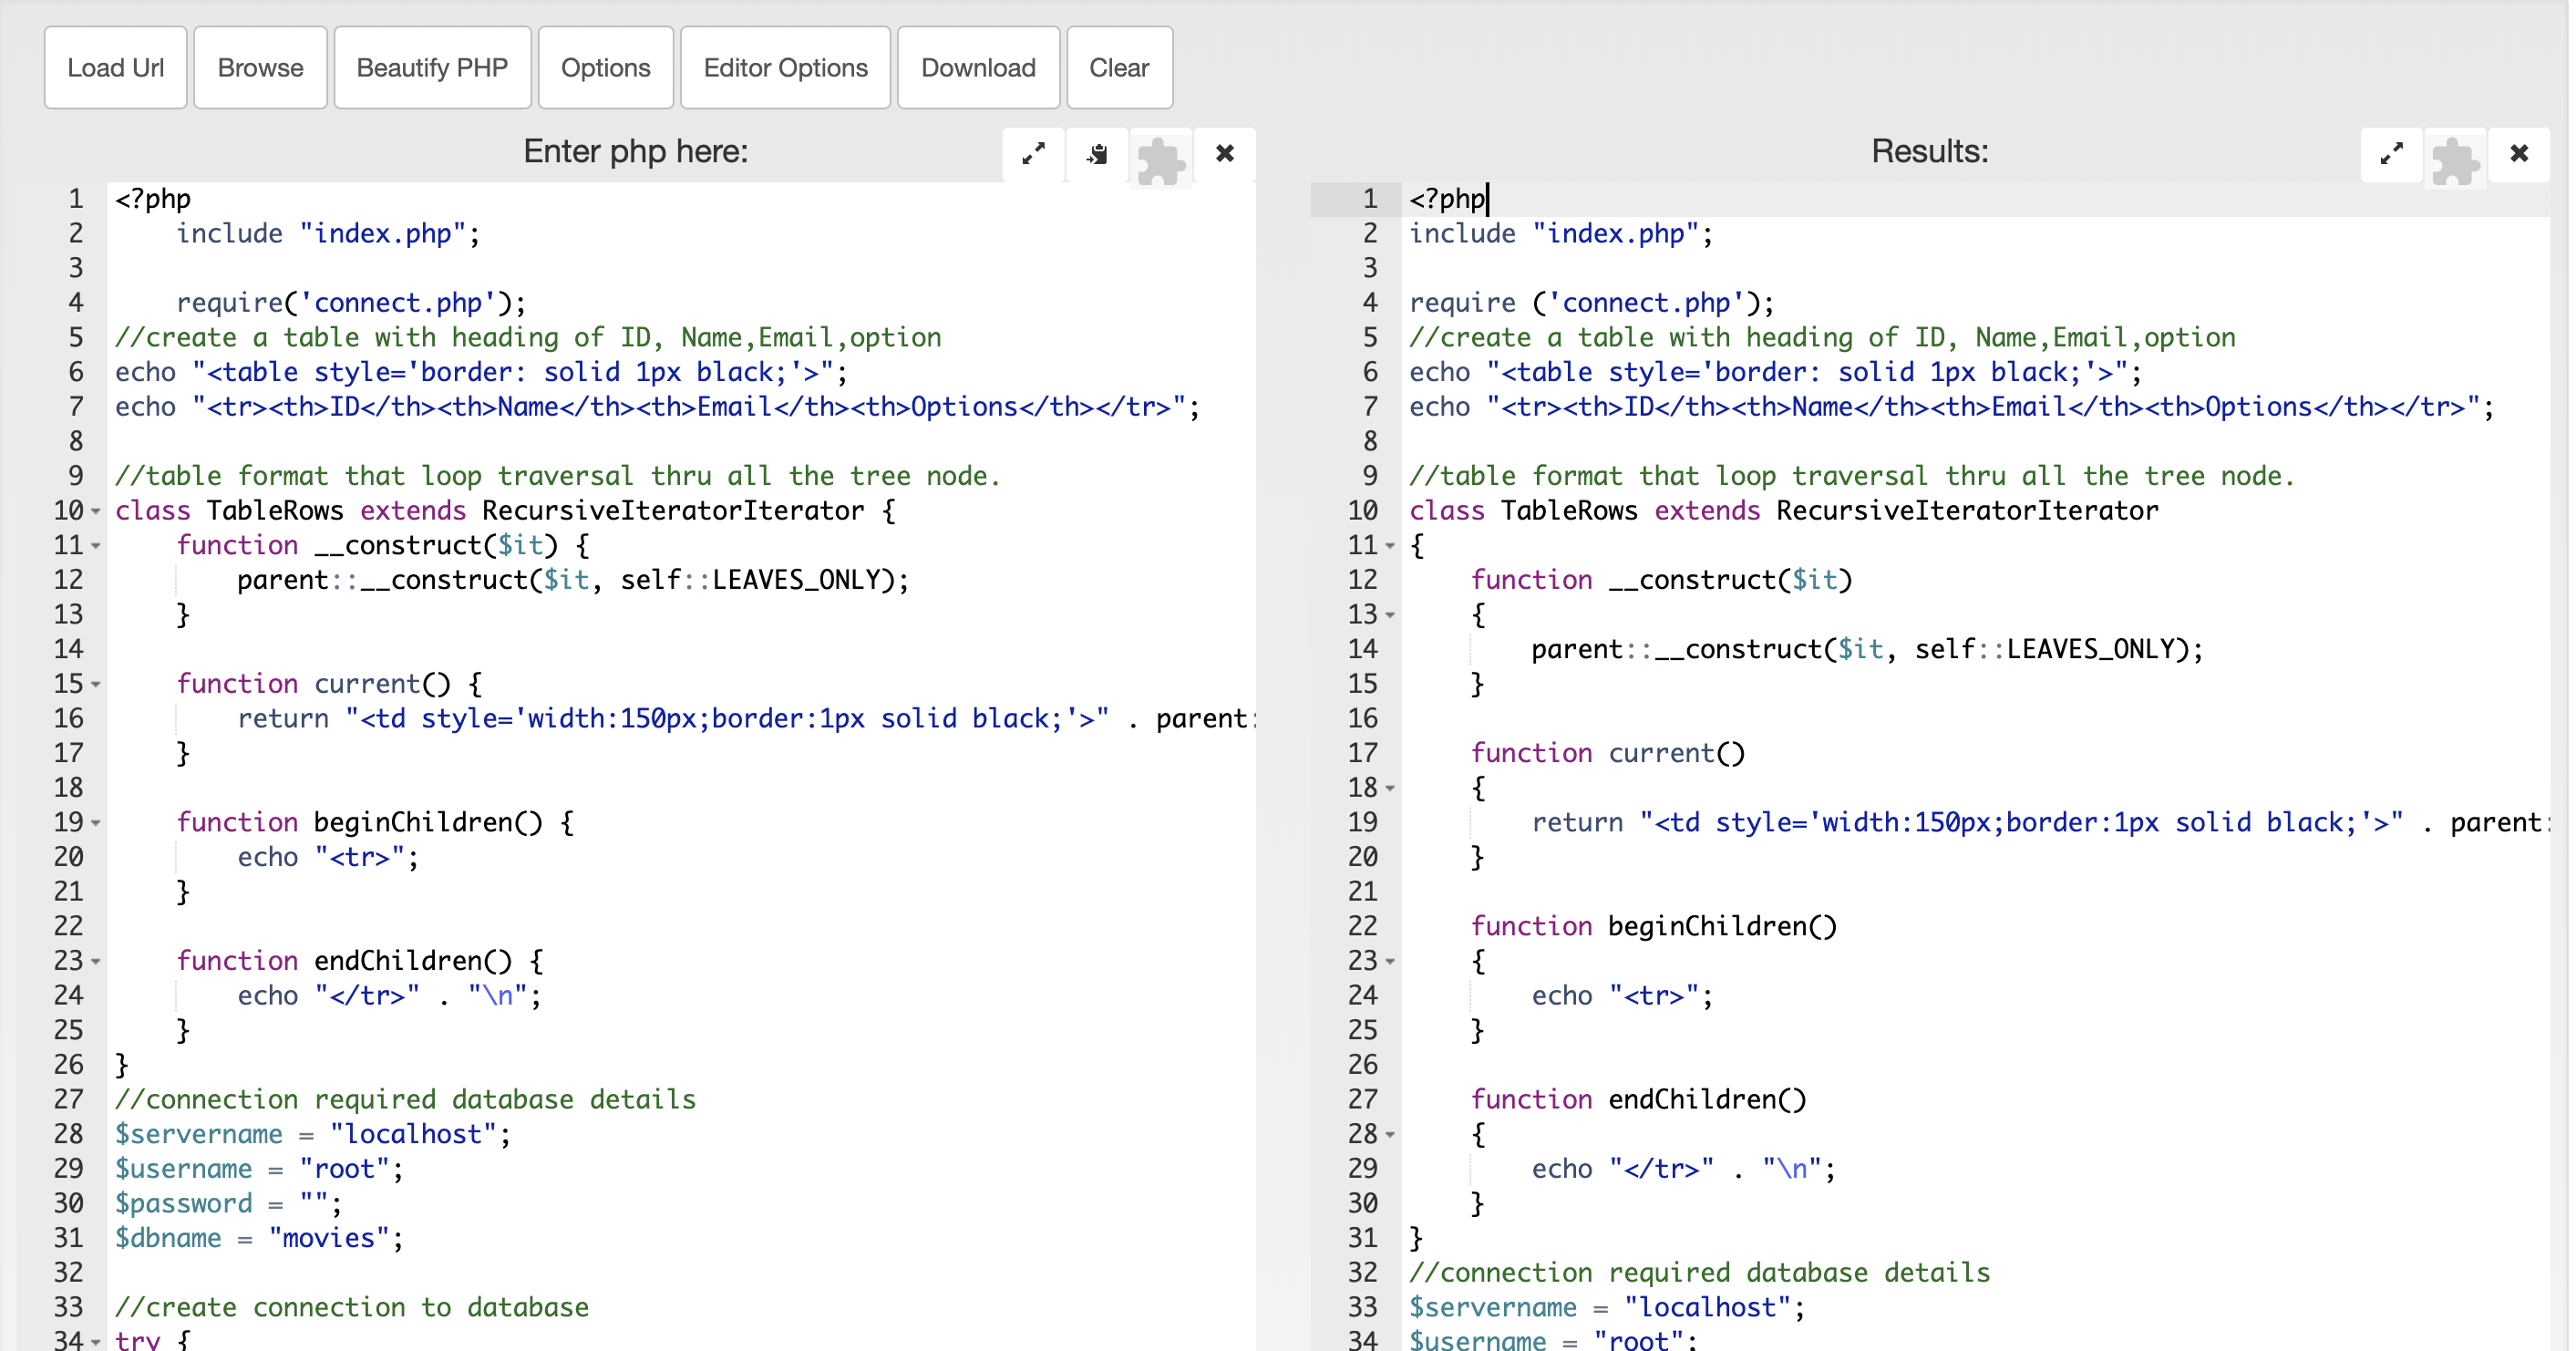 Load Url Browse Beautify PHP Options Editor Options Download Clear
Enter php here:
1 <?php
2     include "index.php";
3
4     require('connect.php');
5 //create a table with heading of ID, Name,Email,option
6 echo "<table style='border: solid 1px black;'>";
7 echo "<tr><th>ID</th><th>Name</th><th>Email</th><th>Options</th></tr>";
8
9 //table format that loop traversal thru all the tree node.
10 class TableRows extends RecursiveIteratorIterator {
11     function __construct($it) {
12         parent::__construct($it, self::LEAVES_ONLY);
13     }
14
15     function current() {
16         return "<td style='width:150px;border:1px solid black;'>" . parent:
17     }
18
19     function beginChildren() {
20         echo "<tr>";
21     }
22
23     function endChildren() {
24         echo "</tr>" . "\n";
25     }
26 }
27 //connection required database details
28 $servername = "localhost";
29 $username = "root";
30 $password = "";
31 $dbname = "movies";
32
33 //create connection to database
34 try {
Results:
1 <?php
2 include "index.php";
3
4 require ('connect.php');
5 //create a table with heading of ID, Name,Email,option
6 echo "<table style='border: solid 1px black;'>";
7 echo "<tr><th>ID</th><th>Name</th><th>Email</th><th>Options</th></tr>";
8
9 //table format that loop traversal thru all the tree node.
10 class TableRows extends RecursiveIteratorIterator
11 {
12     function __construct($it)
13     {
14         parent::__construct($it, self::LEAVES_ONLY);
15     }
16
17     function current()
18     {
19         return "<td style='width:150px;border:1px solid black;'>" . parent:
20     }
21
22     function beginChildren()
23     {
24         echo "<tr>";
25     }
26
27     function endChildren()
28     {
29         echo "</tr>" . "\n";
30     }
31 }
32 //connection required database details
33 $servername = "localhost";
34 $username = "root";